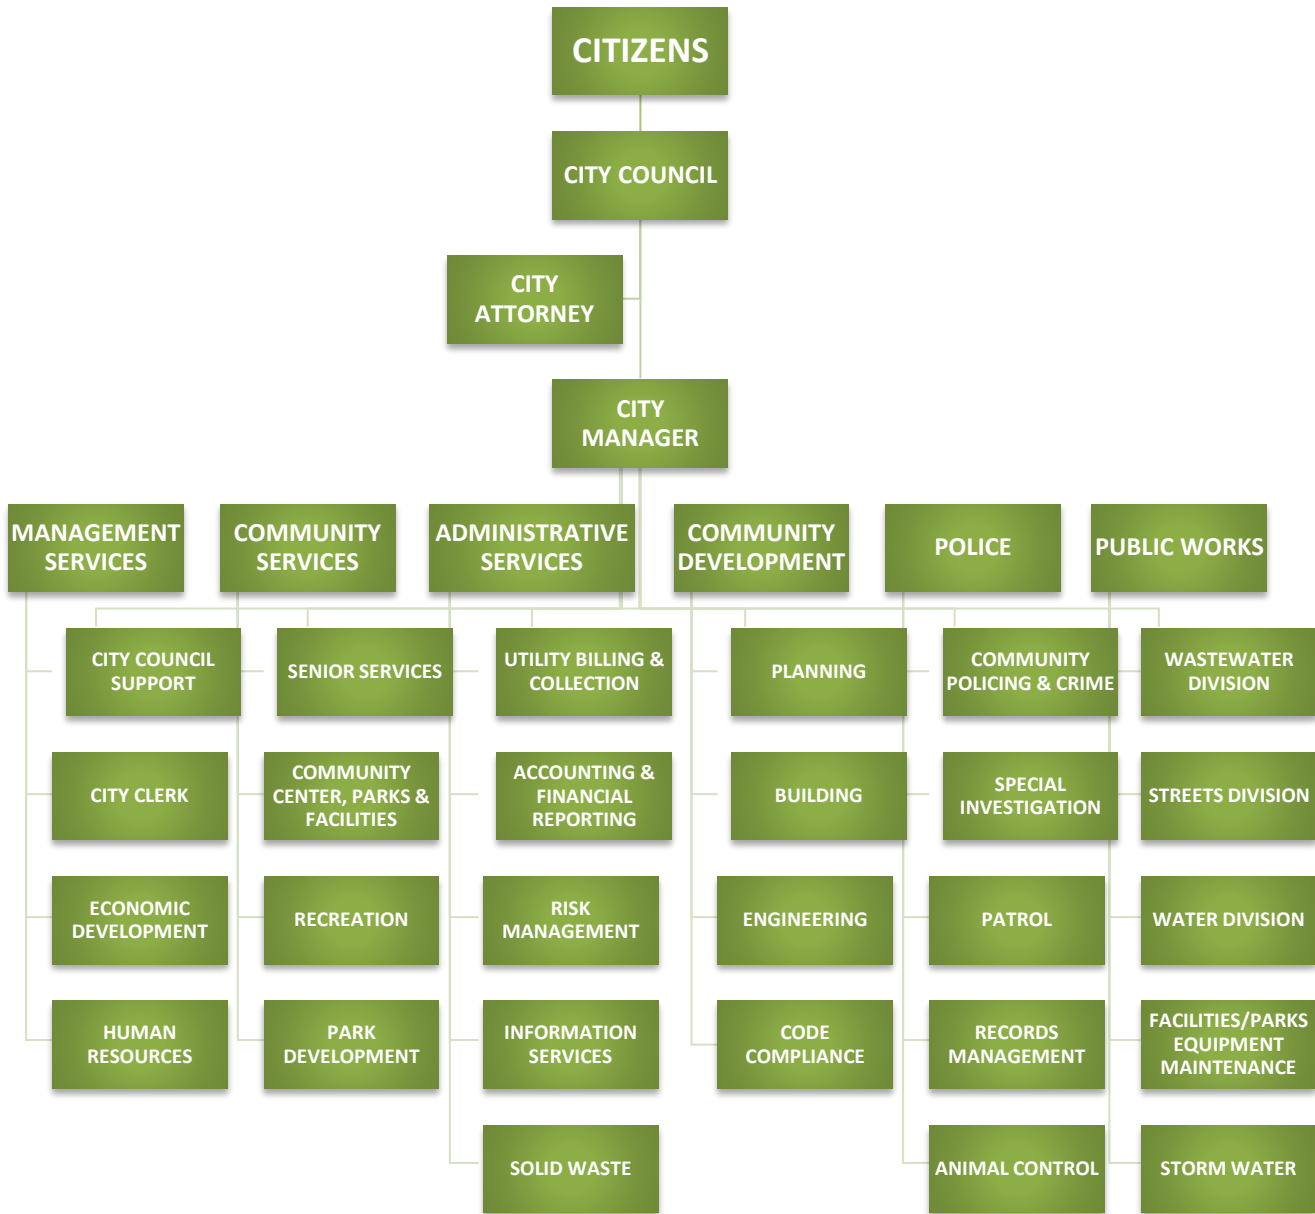 CITIZENS
CITY COUNCIL
CITY
ATTORNEY
CITY
MANAGER
MANAGEMENT
SERVICES
COMMUNITY
SERVICES
ADMINISTRATIVE
SERVICES
COMMUNITY
DEVELOPMENT
POLICE
PUBLIC WORKS
CITY COUNCIL
SUPPORT
SENIOR SERVICES
UTILITY BILLING &
COLLECTION
PLANNING
COMMUNITY
POLICING & CRIME
WASTEWATER
DIVISION
CITY CLERK
COMMUNITY
CENTER, PARKS &
FACILITIES
ACCOUNTING &
FINANCIAL
REPORTING
BUILDING
SPECIAL
INVESTIGATION
STREETS DIVISION
ECONOMIC
DEVELOPMENT
RECREATION
RISK
MANAGEMENT
ENGINEERING
PATROL
WATER DIVISION
HUMAN
RESOURCES
PARK
DEVELOPMENT
INFORMATION
SERVICES
CODE
COMPLIANCE
RECORDS
MANAGEMENT
FACILITIES/PARKS
EQUIPMENT
MAINTENANCE
SOLID WASTE
ANIMAL CONTROL
STORM WATER